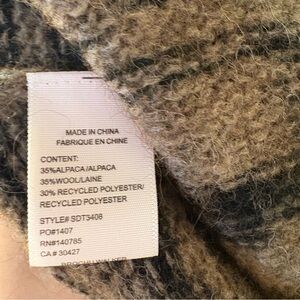 MADE IN CHINA
FABRIQUE EN CHINE
CONTENT:
35%ALPACA/ALPACA
35%WOOL/LAINE
30% RECYCLED POLYESTER/
RECYCLED POLYESTER
STYLE# SDT3408
PO#1407
RN#140785
CA # 30427